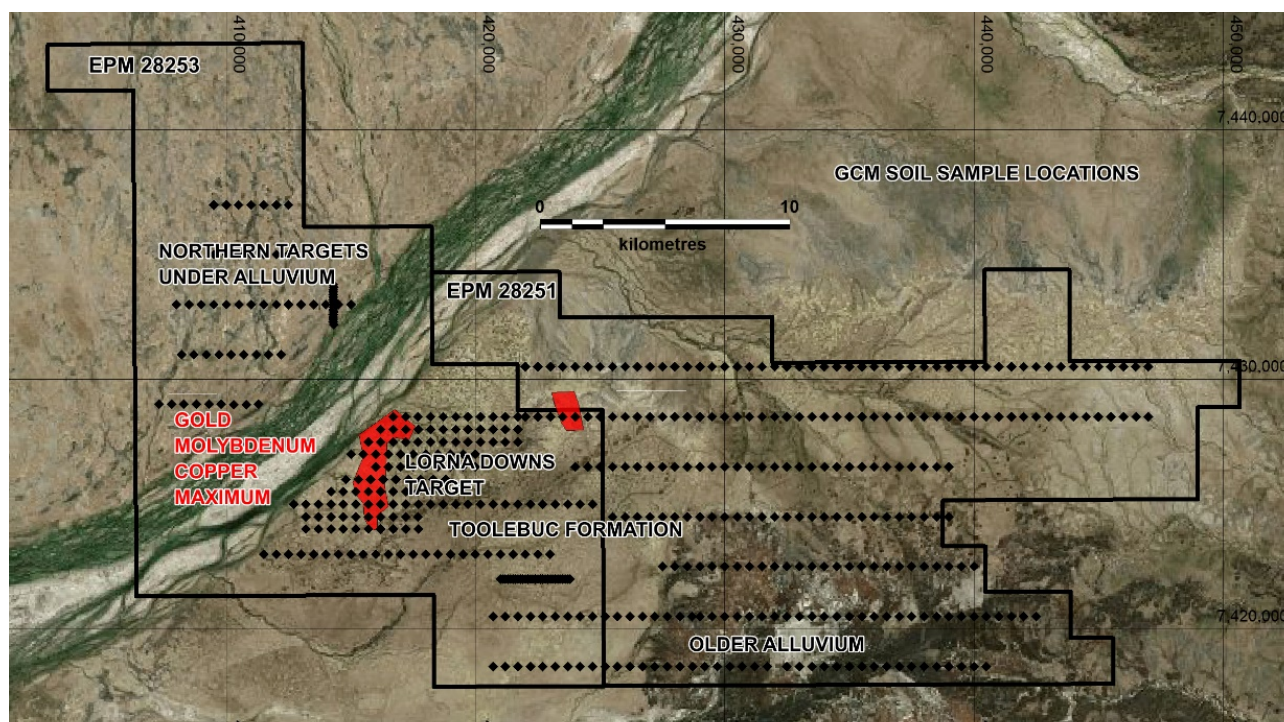 410,000
420,000
430,000
440,000
450,000
EPM 28253
7,440,000
GCM SOIL SAMPLE LOCATIONS
0 10
kilometres
NORTHERN TARGETS
UNDER ALLUVIUM
EPM 28251
7,430,000
GOLD
MOLYBDENUM
COPPER
MAXIMUM
LORNA DOWNS
TARGET
TOOLEBUC FORMATION
7,420,000
OLDER ALLUVIUM